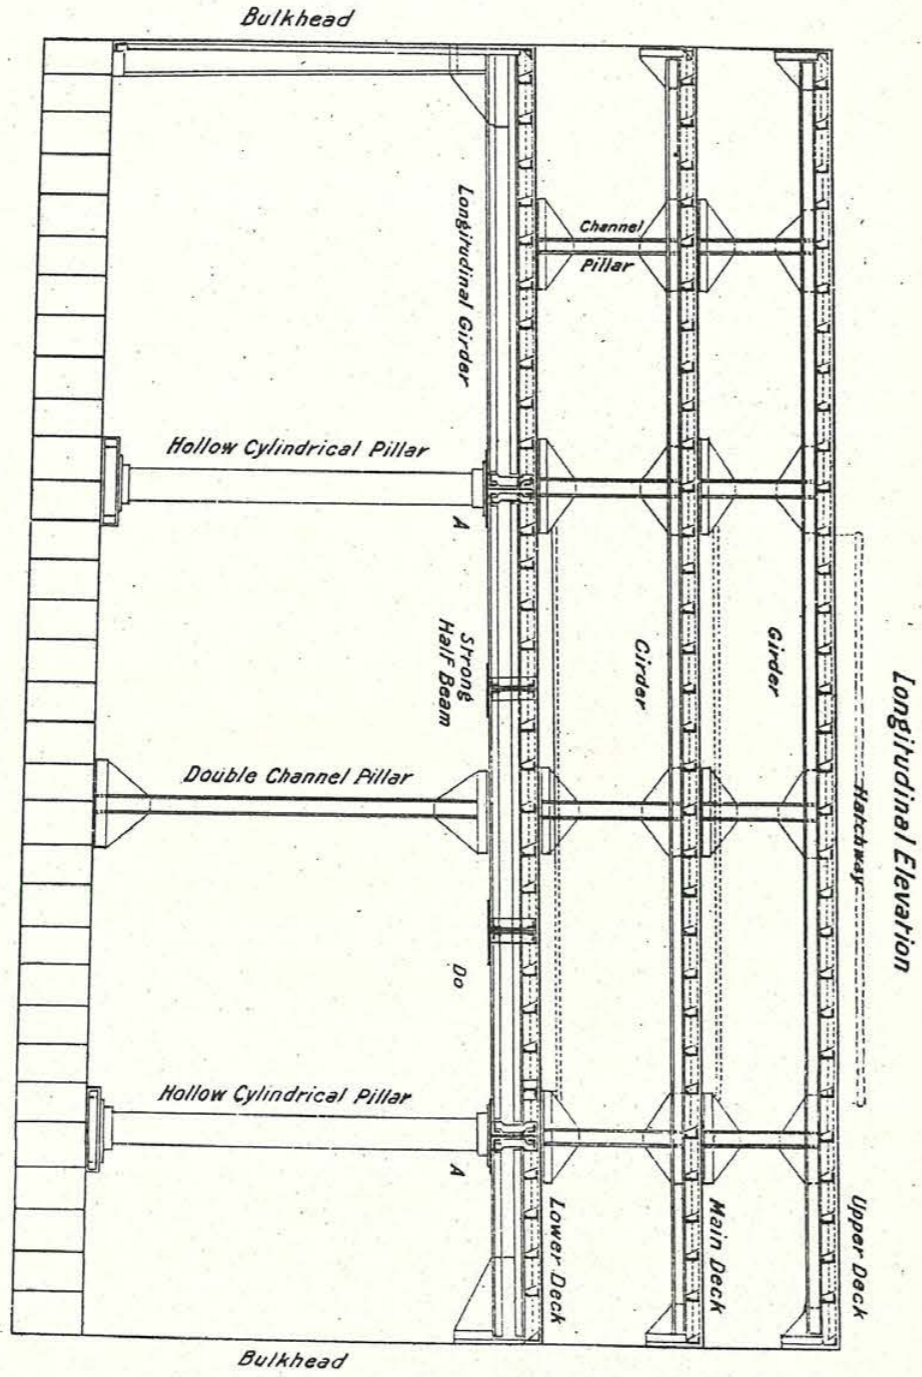 Bulkhead
Longitudinal Elevation
Channel
Pillar
Longitudinal Girder
Hollow Cylindrical Pillar
A
Strong
Half Beam
Girder
Girder
Hatchway
Double Channel Pillar
Do
Hollow Cylindrical Pillar
A
Lower Deck
Main Deck
Upper Deck
Bulkhead